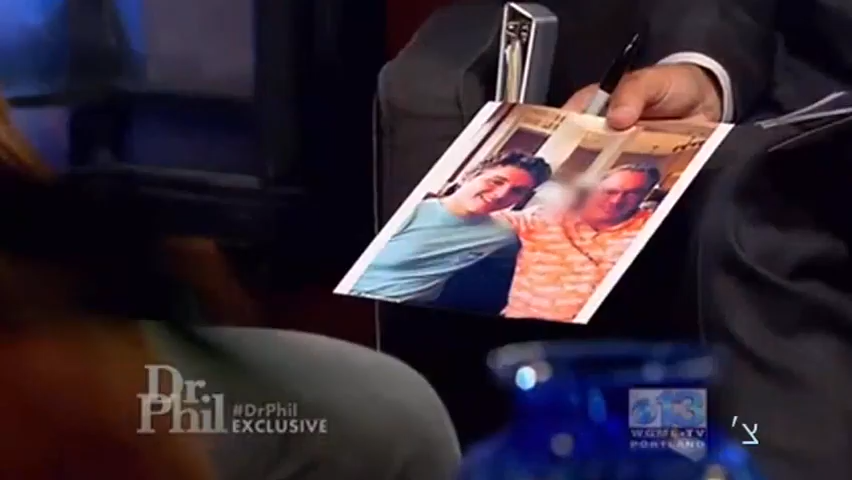 Dr. Phil
#DrPhil
EXCLUSIVE
13
WGME-TV
PORTLAND
צ׳